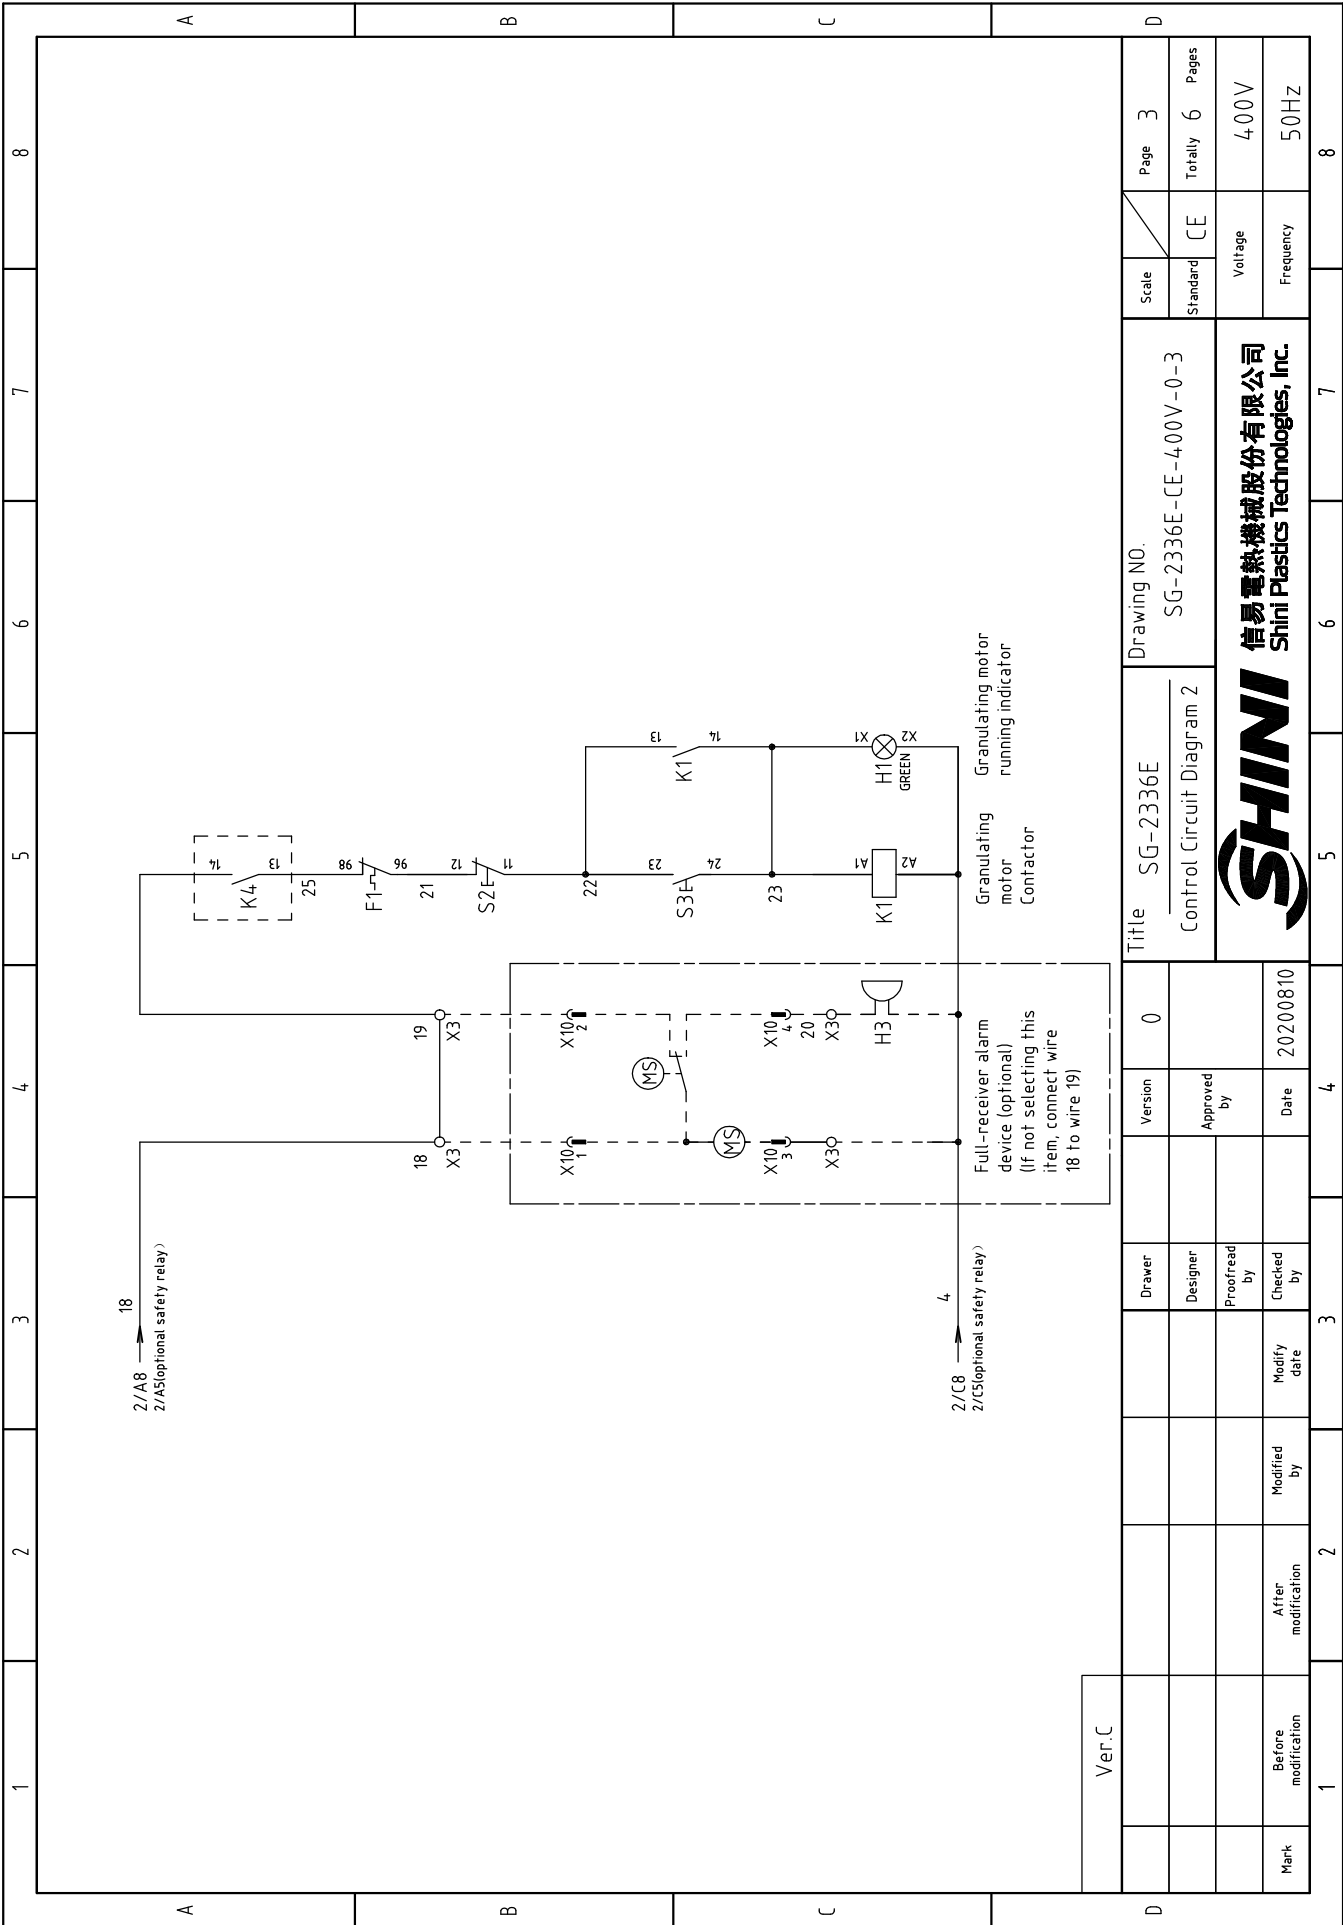 1 2 3 4 5 6 7 8
A A
B B
C C
D D
2/A8
2/A5(optional safety relay)
18
2/C8
2/C5(optional safety relay)
4
18
X3
19
X3
X10
1
X10
2
MS
MS
X10
3
X10
4
20
X3
X3
H3
Full-receiver alarm
device (optional)
(If not selecting this
item, connect wire
18 to wire 19)
14
K4
13
25
98
F1
96
21
12
S2
11
22
23
S3
24
13
K1
14
23
A1
K1
A2
X1
H1
GREEN
X2
Granulating
motor
Contactor
Granulating motor
running indicator
Ver.C
Mark
Before
modification
After
modification
Modified
by
Modify
date
Drawer
Designer
Proofread
by
Checked
by
Version
0
Approved
by
Date
20200810
Title
SG-2336E
Control Circuit Diagram 2
Drawing NO.
SG-2336E-CE-400V-0-3
SHINI
信易電熱機械股份有限公司
Shini Plastics Technologies, Inc.
Scale
Page 3
Standard
CE
Totally 6 Pages
Voltage
400V
Frequency
50Hz
1 2 3 4 5 6 7 8